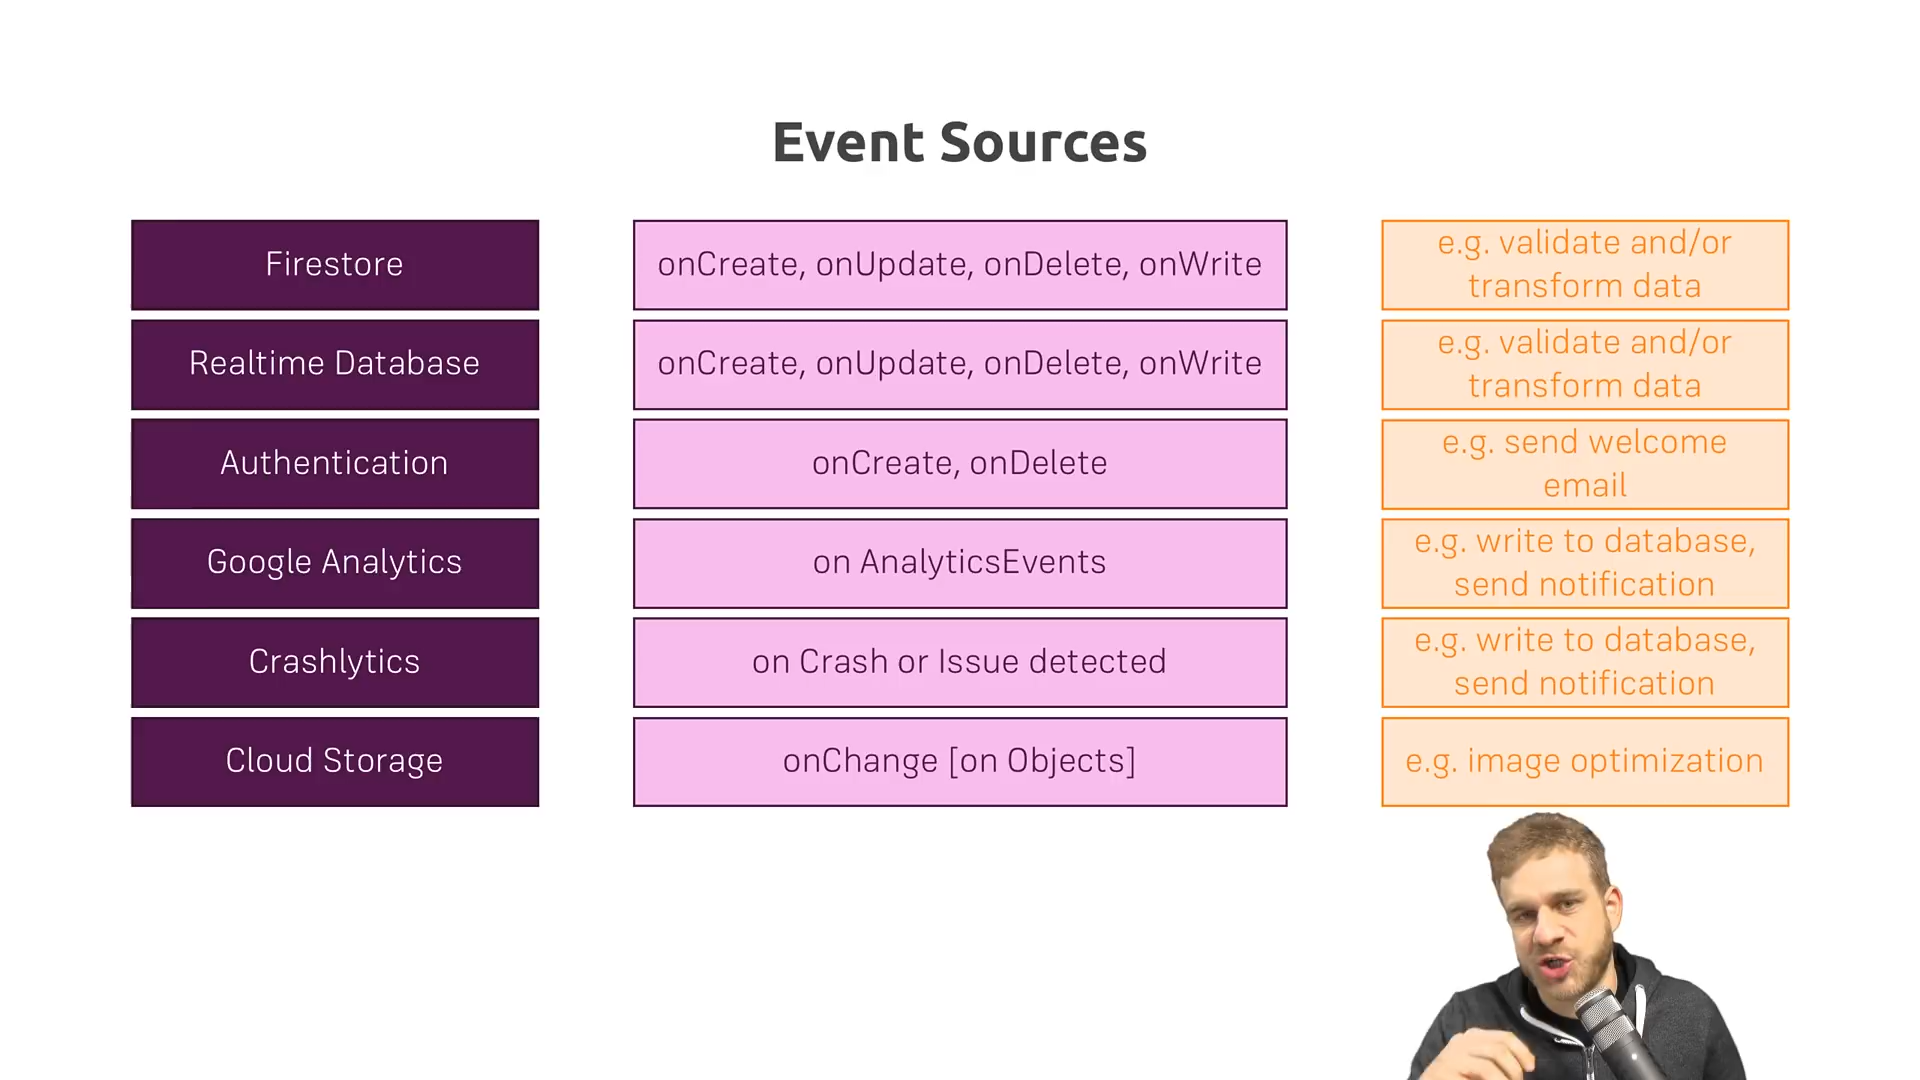 Event Sources
Firestore
onCreate, onUpdate, onDelete, onWrite
e.g. validate and/or
transform data
Realtime Database
onCreate, onUpdate, onDelete, onWrite
e.g. validate and/or
transform data
Authentication
onCreate, onDelete
e.g. send welcome
email
Google Analytics
on AnalyticsEvents
e.g. write to database,
send notification
Crashlytics
on Crash or Issue detected
e.g. write to database,
send notification
Cloud Storage
onChange [on Objects]
e.g. image optimization